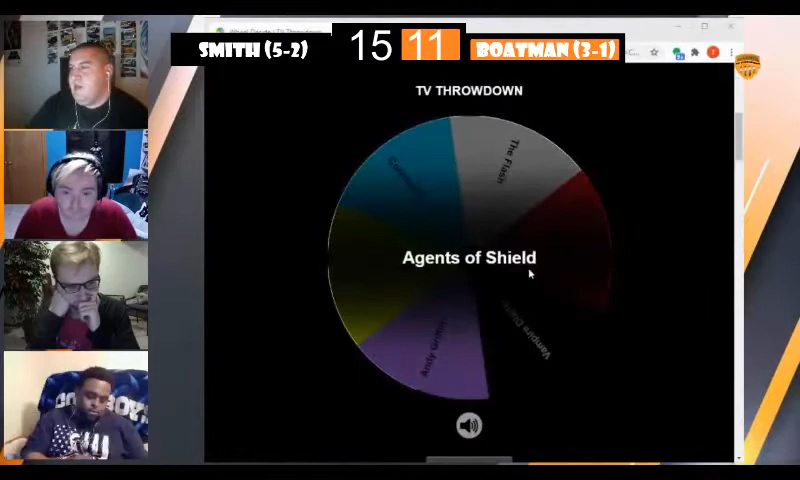 SMITH (5-2)
15
11
BOATMAN (3-1)
TV THROWDOWN
The Flash
Agents of Shield
Andy Griffith
Vampire Diaries
COWBOYS